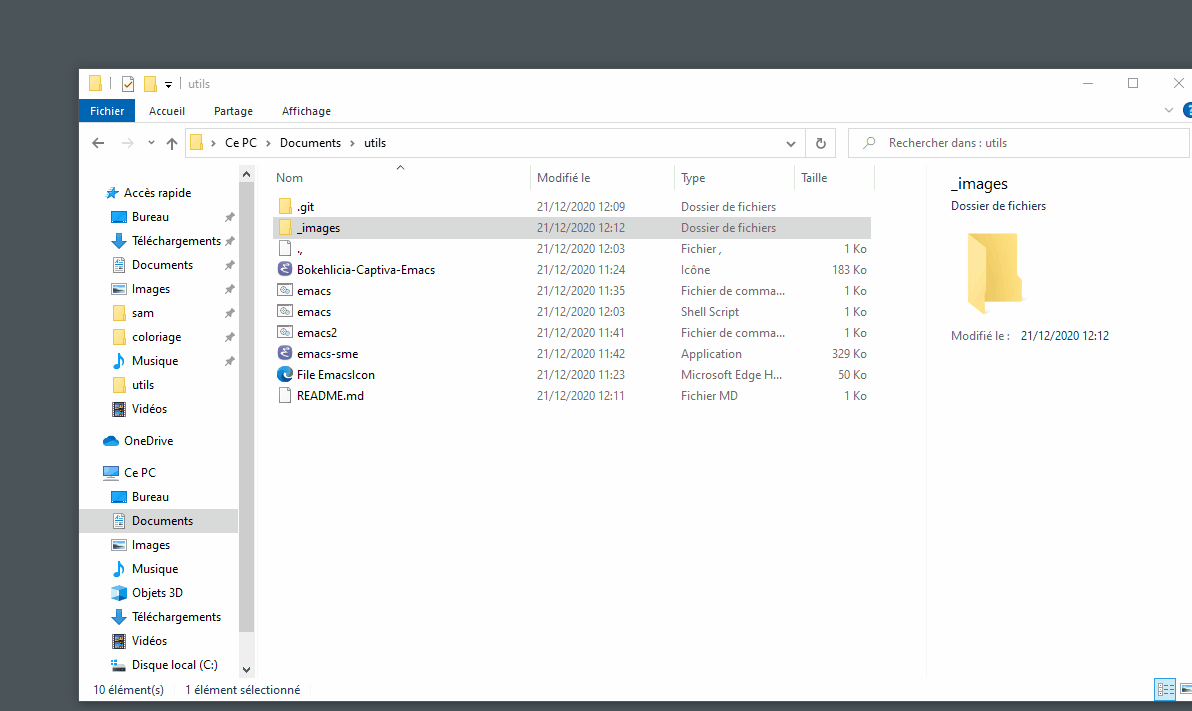 utils
Fichier Accueil Partage Affichage
Ce PC Documents utils Rechercher dans : utils
Nom Modifié le Type Taille
.git 21/12/2020 12:09 Dossier de fichiers
_images 21/12/2020 12:12 Dossier de fichiers
., 21/12/2020 12:03 Fichier , 1 Ko
Bokehlicia-Captiva-Emacs 21/12/2020 11:24 Icône 183 Ko
emacs 21/12/2020 11:35 Fichier de comma... 1 Ko
emacs 21/12/2020 12:03 Shell Script 1 Ko
emacs2 21/12/2020 11:41 Fichier de comma... 1 Ko
emacs-sme 21/12/2020 11:42 Application 329 Ko
File EmacsIcon 21/12/2020 11:23 Microsoft Edge H... 50 Ko
README.md 21/12/2020 12:11 Fichier MD 1 Ko
Accès rapide
Bureau
Téléchargements
Documents
Images
sam
coloriage
Musique
utils
Vidéos
OneDrive
Ce PC
Bureau
Documents
Images
Musique
Objets 3D
Téléchargements
Vidéos
Disque local (C:)
_images
Dossier de fichiers
Modifié le : 21/12/2020 12:12
10 élément(s) 1 élément sélectionné